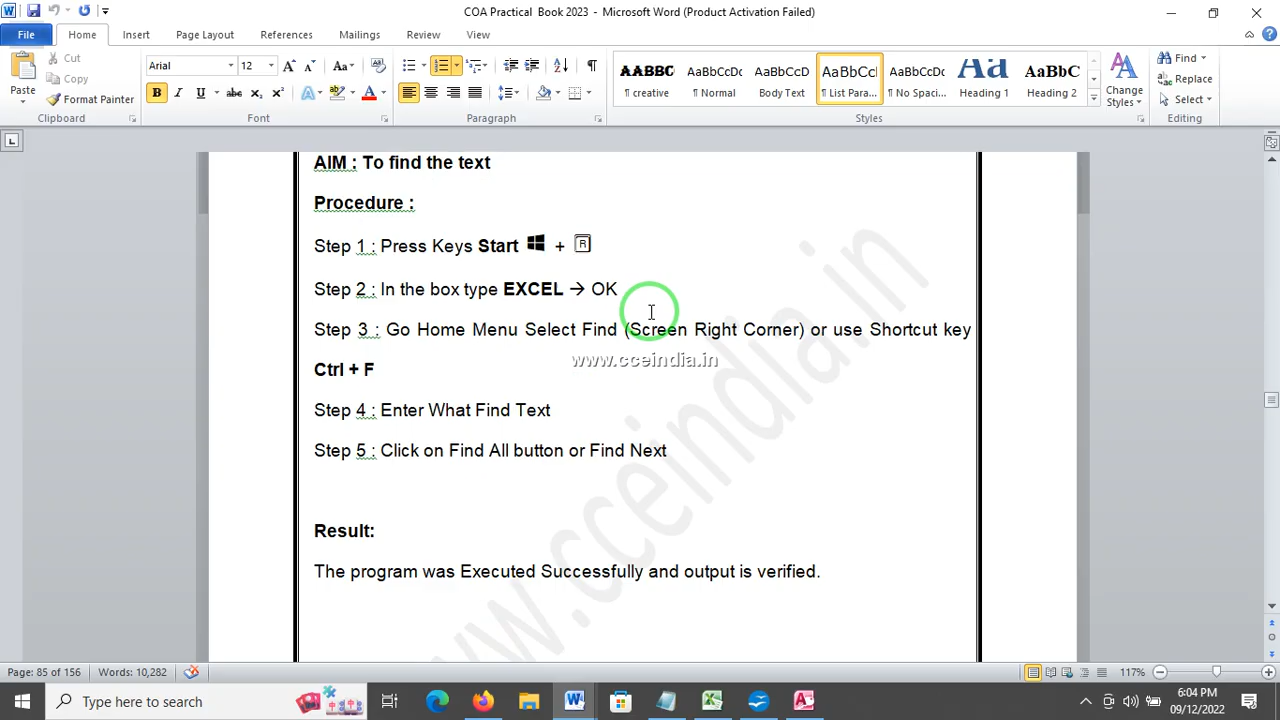 COA Practical Book 2023 - Microsoft Word (Product Activation Failed)
File Home Insert Page Layout References Mailings Review View
Paste
Cut
Copy
Format Painter
Clipboard
Arial 12
Font
Paragraph
AABBC AaBbCcDc AaBbCcD AaBbCcI AaBbCcDc Aa AaBbC
¶ creative ¶ Normal Body Text ¶ List Para... ¶ No Spaci... Heading 1 Heading 2
Change Styles
Styles
Find
Replace
Select
Editing
AIM : To find the text
Procedure :
Step 1 : Press Keys Start + R
Step 2 : In the box type EXCEL → OK
Step 3 : Go Home Menu Select Find (Screen Right Corner) or use Shortcut key
www.cceindia.in
Ctrl + F
Step 4 : Enter What Find Text
Step 5 : Click on Find All button or Find Next
Result:
The program was Executed Successfully and output is verified.
www.cceindia.in
Page: 85 of 156 Words: 10,282 117%
Type here to search
6:04 PM
09/12/2022